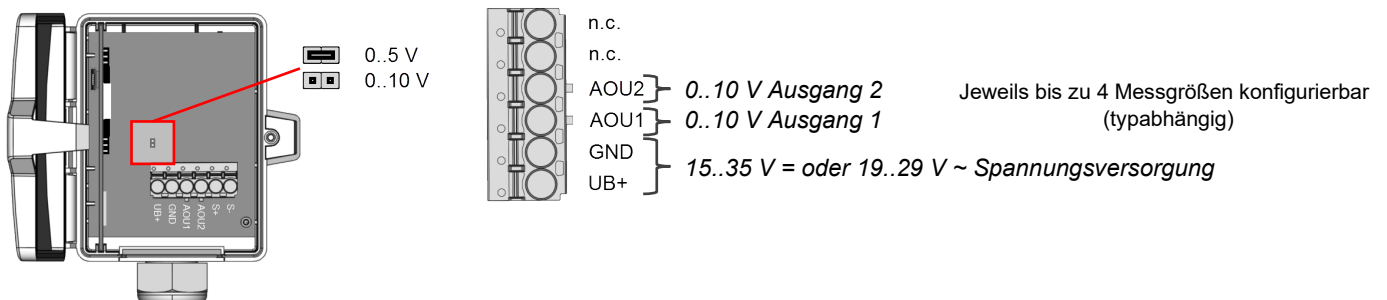 0..5 V
0..10 V
UB+
GND
AOU1
AOU2
S+
S-
n.c.
n.c.
AOU2
0..10 V Ausgang 2
AOU1
0..10 V Ausgang 1
GND
UB+
15..35 V = oder 19..29 V ~ Spannungsversorgung
Jeweils bis zu 4 Messgrößen konfigurierbar
(typabhängig)